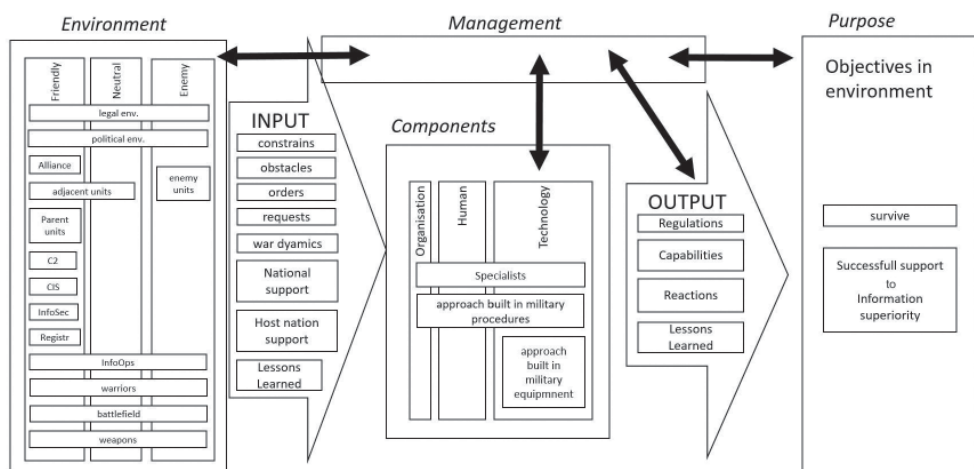 Environment
Management
Purpose
Friendly
Neutral
Enemy
legal env.
political env.
Alliance
enemy
units
adjacent units
Parent
units
C2
CIS
InfoSec
Registr
InfoOps
warriors
battlefield
weapons
INPUT
constrains
obstacles
orders
requests
war dyamics
National
support
Host nation
support
Lessons
Learned
Components
Organisation
Human
Technology
Specialists
approach built in military
procedures
approach
built in
military
equipmnent
OUTPUT
Regulations
Capabilities
Reactions
Lessons
Learned
Objectives in
environment
survive
Successfull support
to
Information
superiority